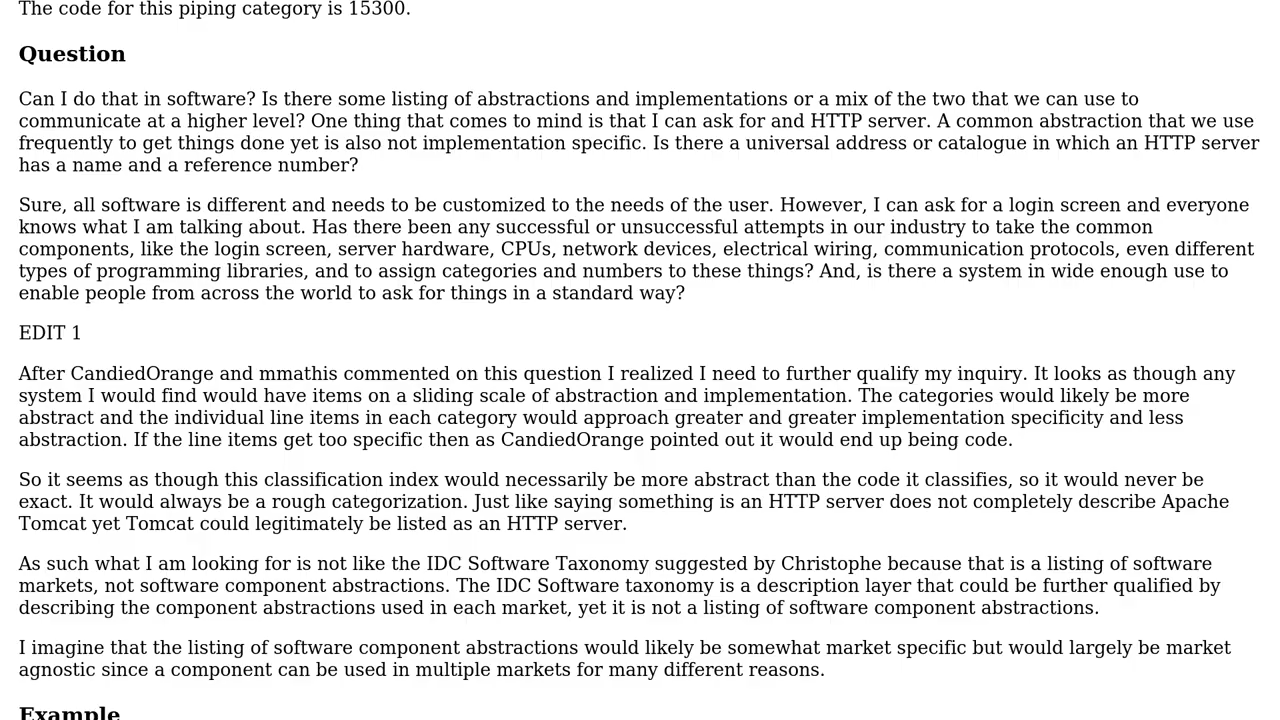 The code for this piping category is 15300.
Question
Can I do that in software? Is there some listing of abstractions and implementations or a mix of the two that we can use to
communicate at a higher level? One thing that comes to mind is that I can ask for and HTTP server. A common abstraction that we use
frequently to get things done yet is also not implementation specific. Is there a universal address or catalogue in which an HTTP server
has a name and a reference number?
Sure, all software is different and needs to be customized to the needs of the user. However, I can ask for a login screen and everyone
knows what I am talking about. Has there been any successful or unsuccessful attempts in our industry to take the common
components, like the login screen, server hardware, CPUs, network devices, electrical wiring, communication protocols, even different
types of programming libraries, and to assign categories and numbers to these things? And, is there a system in wide enough use to
enable people from across the world to ask for things in a standard way?
EDIT 1
After CandiedOrange and mmathis commented on this question I realized I need to further qualify my inquiry. It looks as though any
system I would find would have items on a sliding scale of abstraction and implementation. The categories would likely be more
abstract and the individual line items in each category would approach greater and greater implementation specificity and less
abstraction. If the line items get too specific then as CandiedOrange pointed out it would end up being code.
So it seems as though this classification index would necessarily be more abstract than the code it classifies, so it would never be
exact. It would always be a rough categorization. Just like saying something is an HTTP server does not completely describe Apache
Tomcat yet Tomcat could legitimately be listed as an HTTP server.
As such what I am looking for is not like the IDC Software Taxonomy suggested by Christophe because that is a listing of software
markets, not software component abstractions. The IDC Software taxonomy is a description layer that could be further qualified by
describing the component abstractions used in each market, yet it is not a listing of software component abstractions.
I imagine that the listing of software component abstractions would likely be somewhat market specific but would largely be market
agnostic since a component can be used in multiple markets for many different reasons.
Example